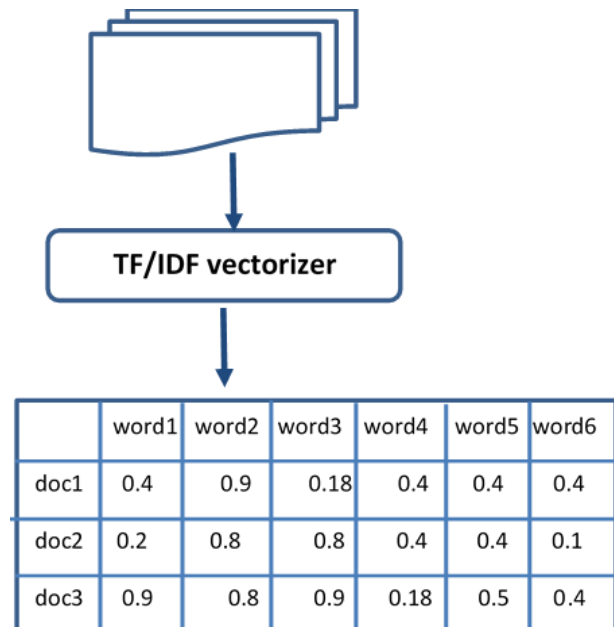 TF/IDF vectorizer
word1 word2 word3 word4 word5 word6
doc1 0.4 0.9 0.18 0.4 0.4 0.4
doc2 0.2 0.8 0.8 0.4 0.4 0.1
doc3 0.9 0.8 0.9 0.18 0.5 0.4